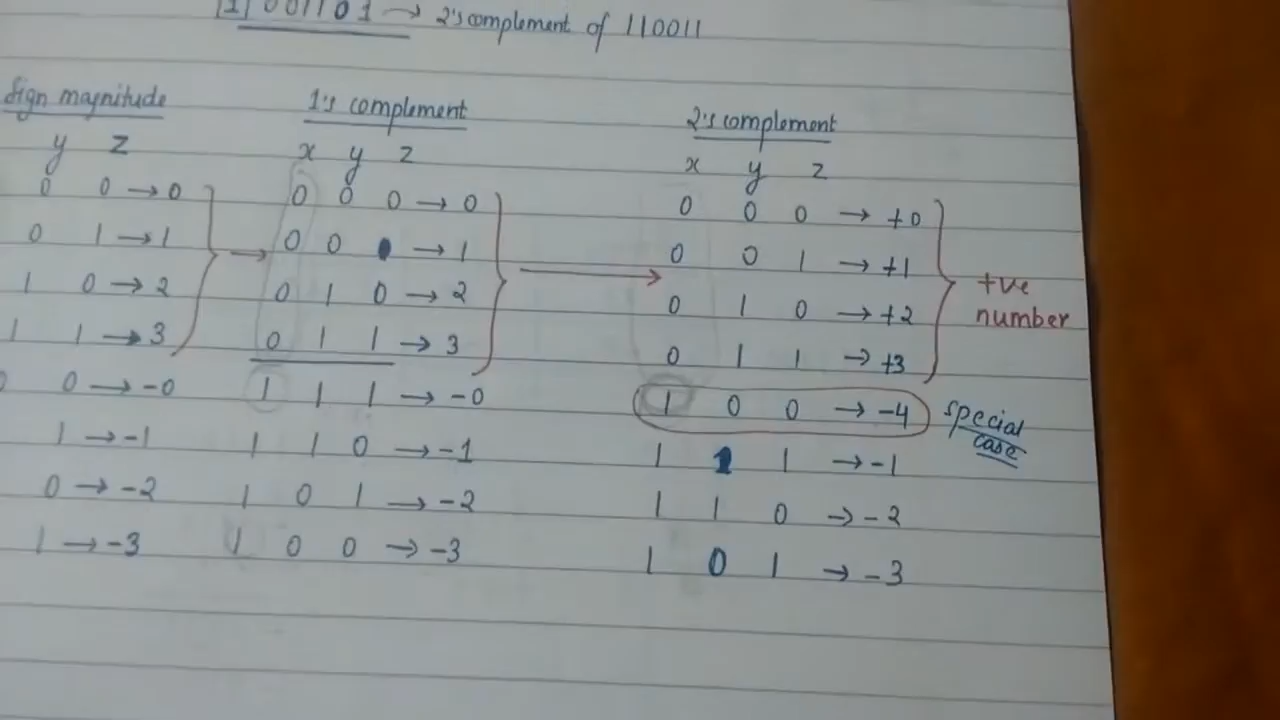 1 001101 → 2's complement of 110011
Sign magnitude 1's complement 2's complement
y z x y z x y z
0 0 → 0 0 0 0 → 0 0 0 0 → +0
0 1 → 1 0 0 → 1 0 0 1 → +1 +ve
1 0 → 2 0 1 0 → 2 0 1 0 → +2 number
1 1 → 3 0 1 1 → 3 0 1 1 → +3
0 0 → -0 1 1 1 → -0 1 0 0 → -4 special
1 → -1 1 1 0 → -1 1 1 1 → -1 case
0 → -2 1 0 1 → -2 1 1 0 → -2
1 → -3 1 0 0 → -3 1 0 1 → -3